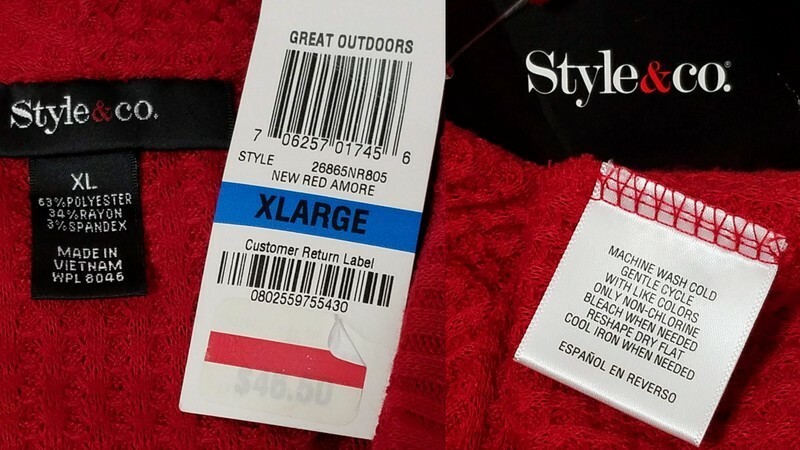 Style&co.
XL
63%POLYESTER
34%RAYON
3%SPANDEX
MADE IN
VIETNAM
WPL 8046
GREAT OUTDOORS
7 06257 01745 6
STYLE 26865NR805
NEW RED AMORE
XLARGE
Customer Return Label
0802559755430
Style&co.
MACHINE WASH COLD
GENTLE CYCLE
WITH LIKE COLORS
ONLY NON-CHLORINE
BLEACH WHEN NEEDED
RESHAPE DRY FLAT
COOL IRON WHEN NEEDED
ESPAÑOL EN REVERSO